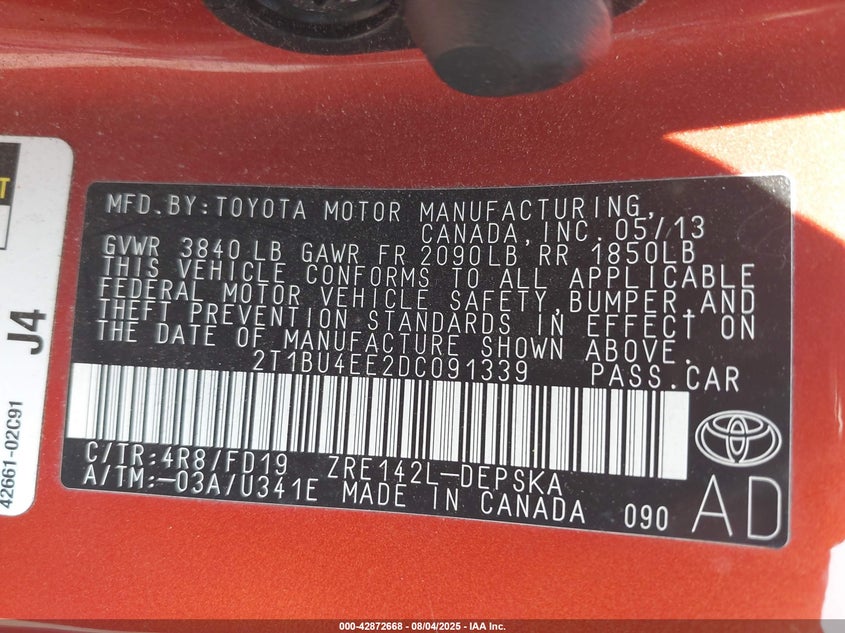 MFD.BY:TOYOTA MOTOR MANUFACTURING,
CANADA,INC.05/13
GVWR 3840LB GAWR FR 2090LB RR 1850LB
THIS VEHICLE CONFORMS TO ALL APPLICABLE
FEDERAL MOTOR VEHICLE SAFETY,BUMPER,AND
THEFT PREVENTION STANDARDS IN EFFECT ON
THE DATE OF MANUFACTURE SHOWN ABOVE.
2T1BU4EE2DC091339 PASS.CAR
C/TR:4R8/FD19 ZRE142L-DEPSKA
A/TM:-03A/U341E MADE IN CANADA 090
AD
J4
42661-02C91
000-42872668 - 08/04/2025 - IAA Inc.